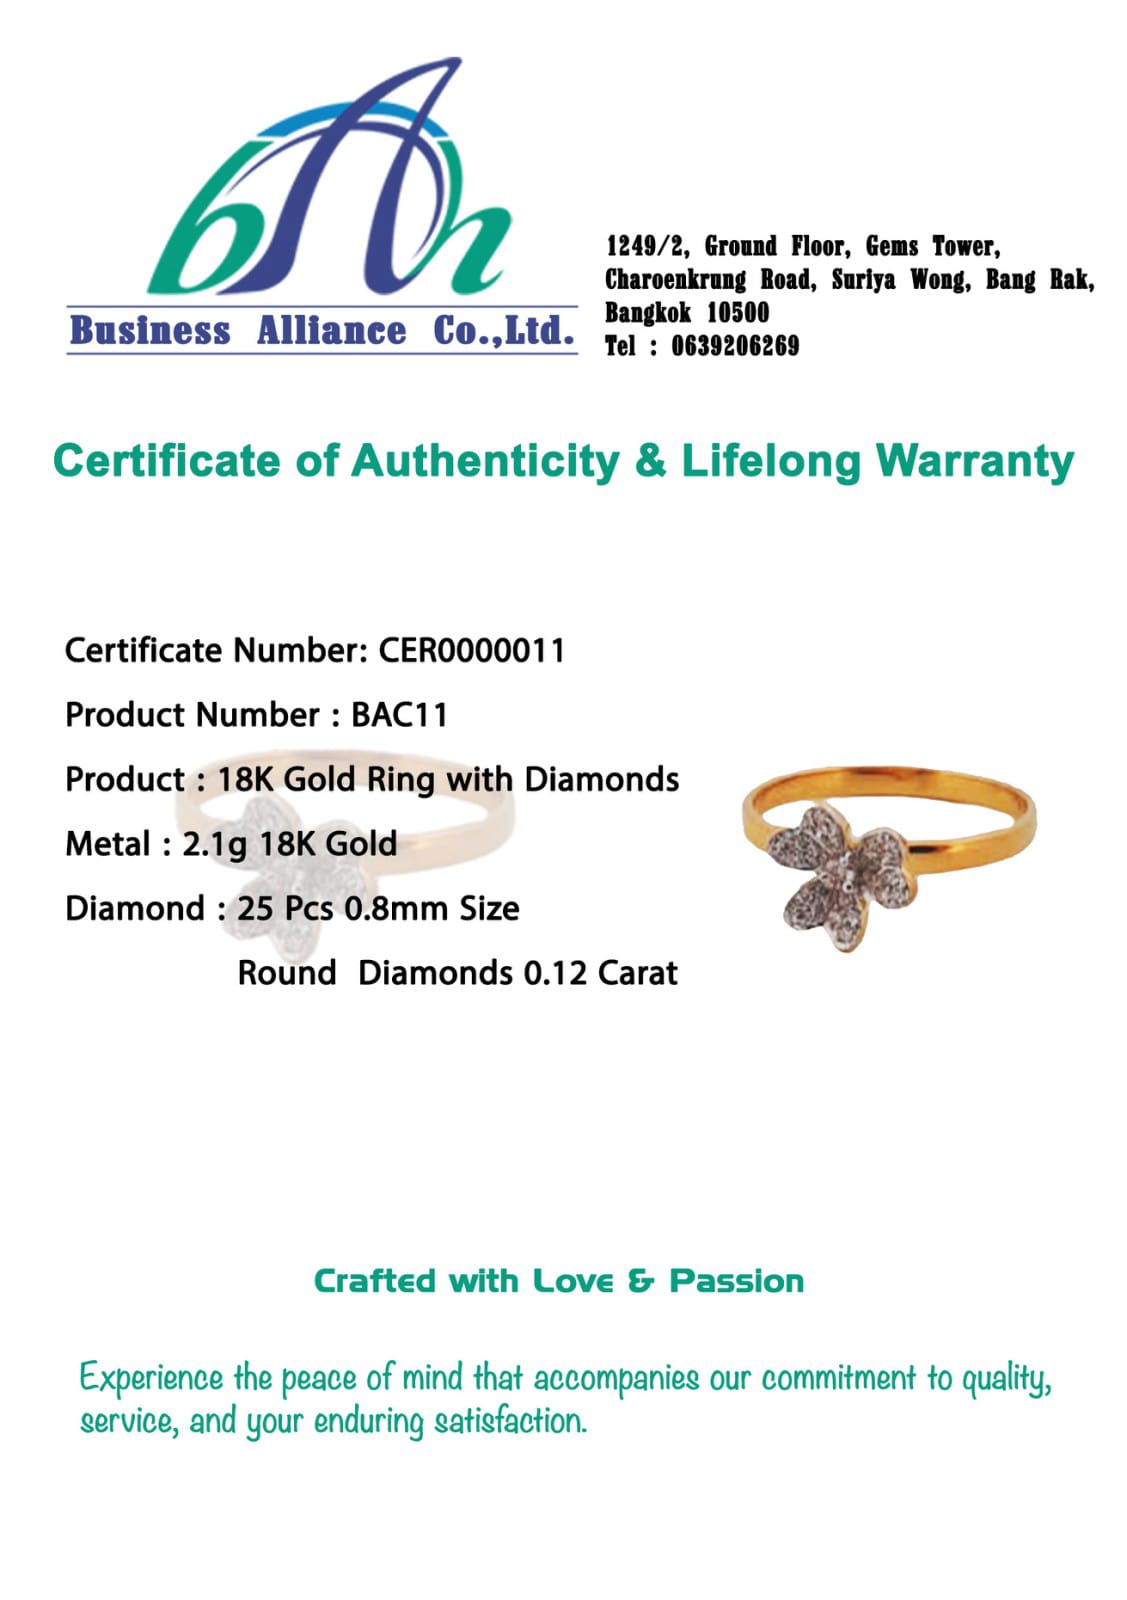 bAh
Business Alliance Co.,Ltd.
1249/2, Ground Floor, Gems Tower,
Charoenkrung Road, Suriya Wong, Bang Rak,
Bangkok 10500
Tel : 0639206269
Certificate of Authenticity & Lifelong Warranty
Certificate Number: CER0000011
Product Number : BAC11
Product : 18K Gold Ring with Diamonds
Metal : 2.1g 18K Gold
Diamond : 25 Pcs 0.8mm Size
Round Diamonds 0.12 Carat
Crafted with Love & Passion
Experience the peace of mind that accompanies our commitment to quality,
service, and your enduring satisfaction.